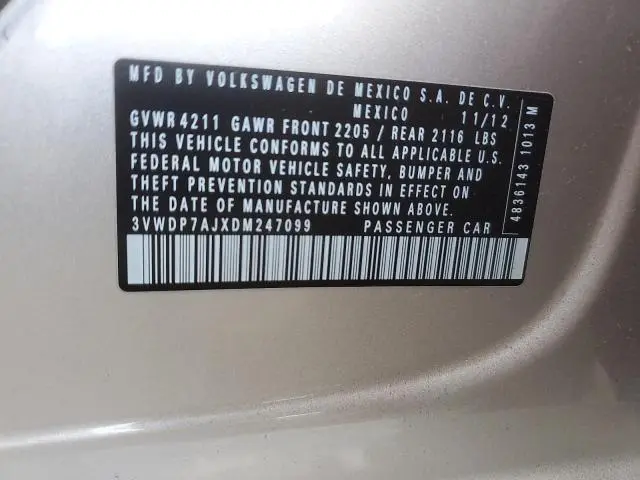 MFD BY VOLKSWAGEN DE MEXICO S.A. DE C.V.
MEXICO 11/12
GVWR 4211 GAWR FRONT 2205 / REAR 2116 LBS
THIS VEHICLE CONFORMS TO ALL APPLICABLE U.S.
FEDERAL MOTOR VEHICLE SAFETY, BUMPER AND
THEFT PREVENTION STANDARDS IN EFFECT ON
THE DATE OF MANUFACTURE SHOWN ABOVE.
3VWDP7AJXDM247099 PASSENGER CAR
4836143 1013 M